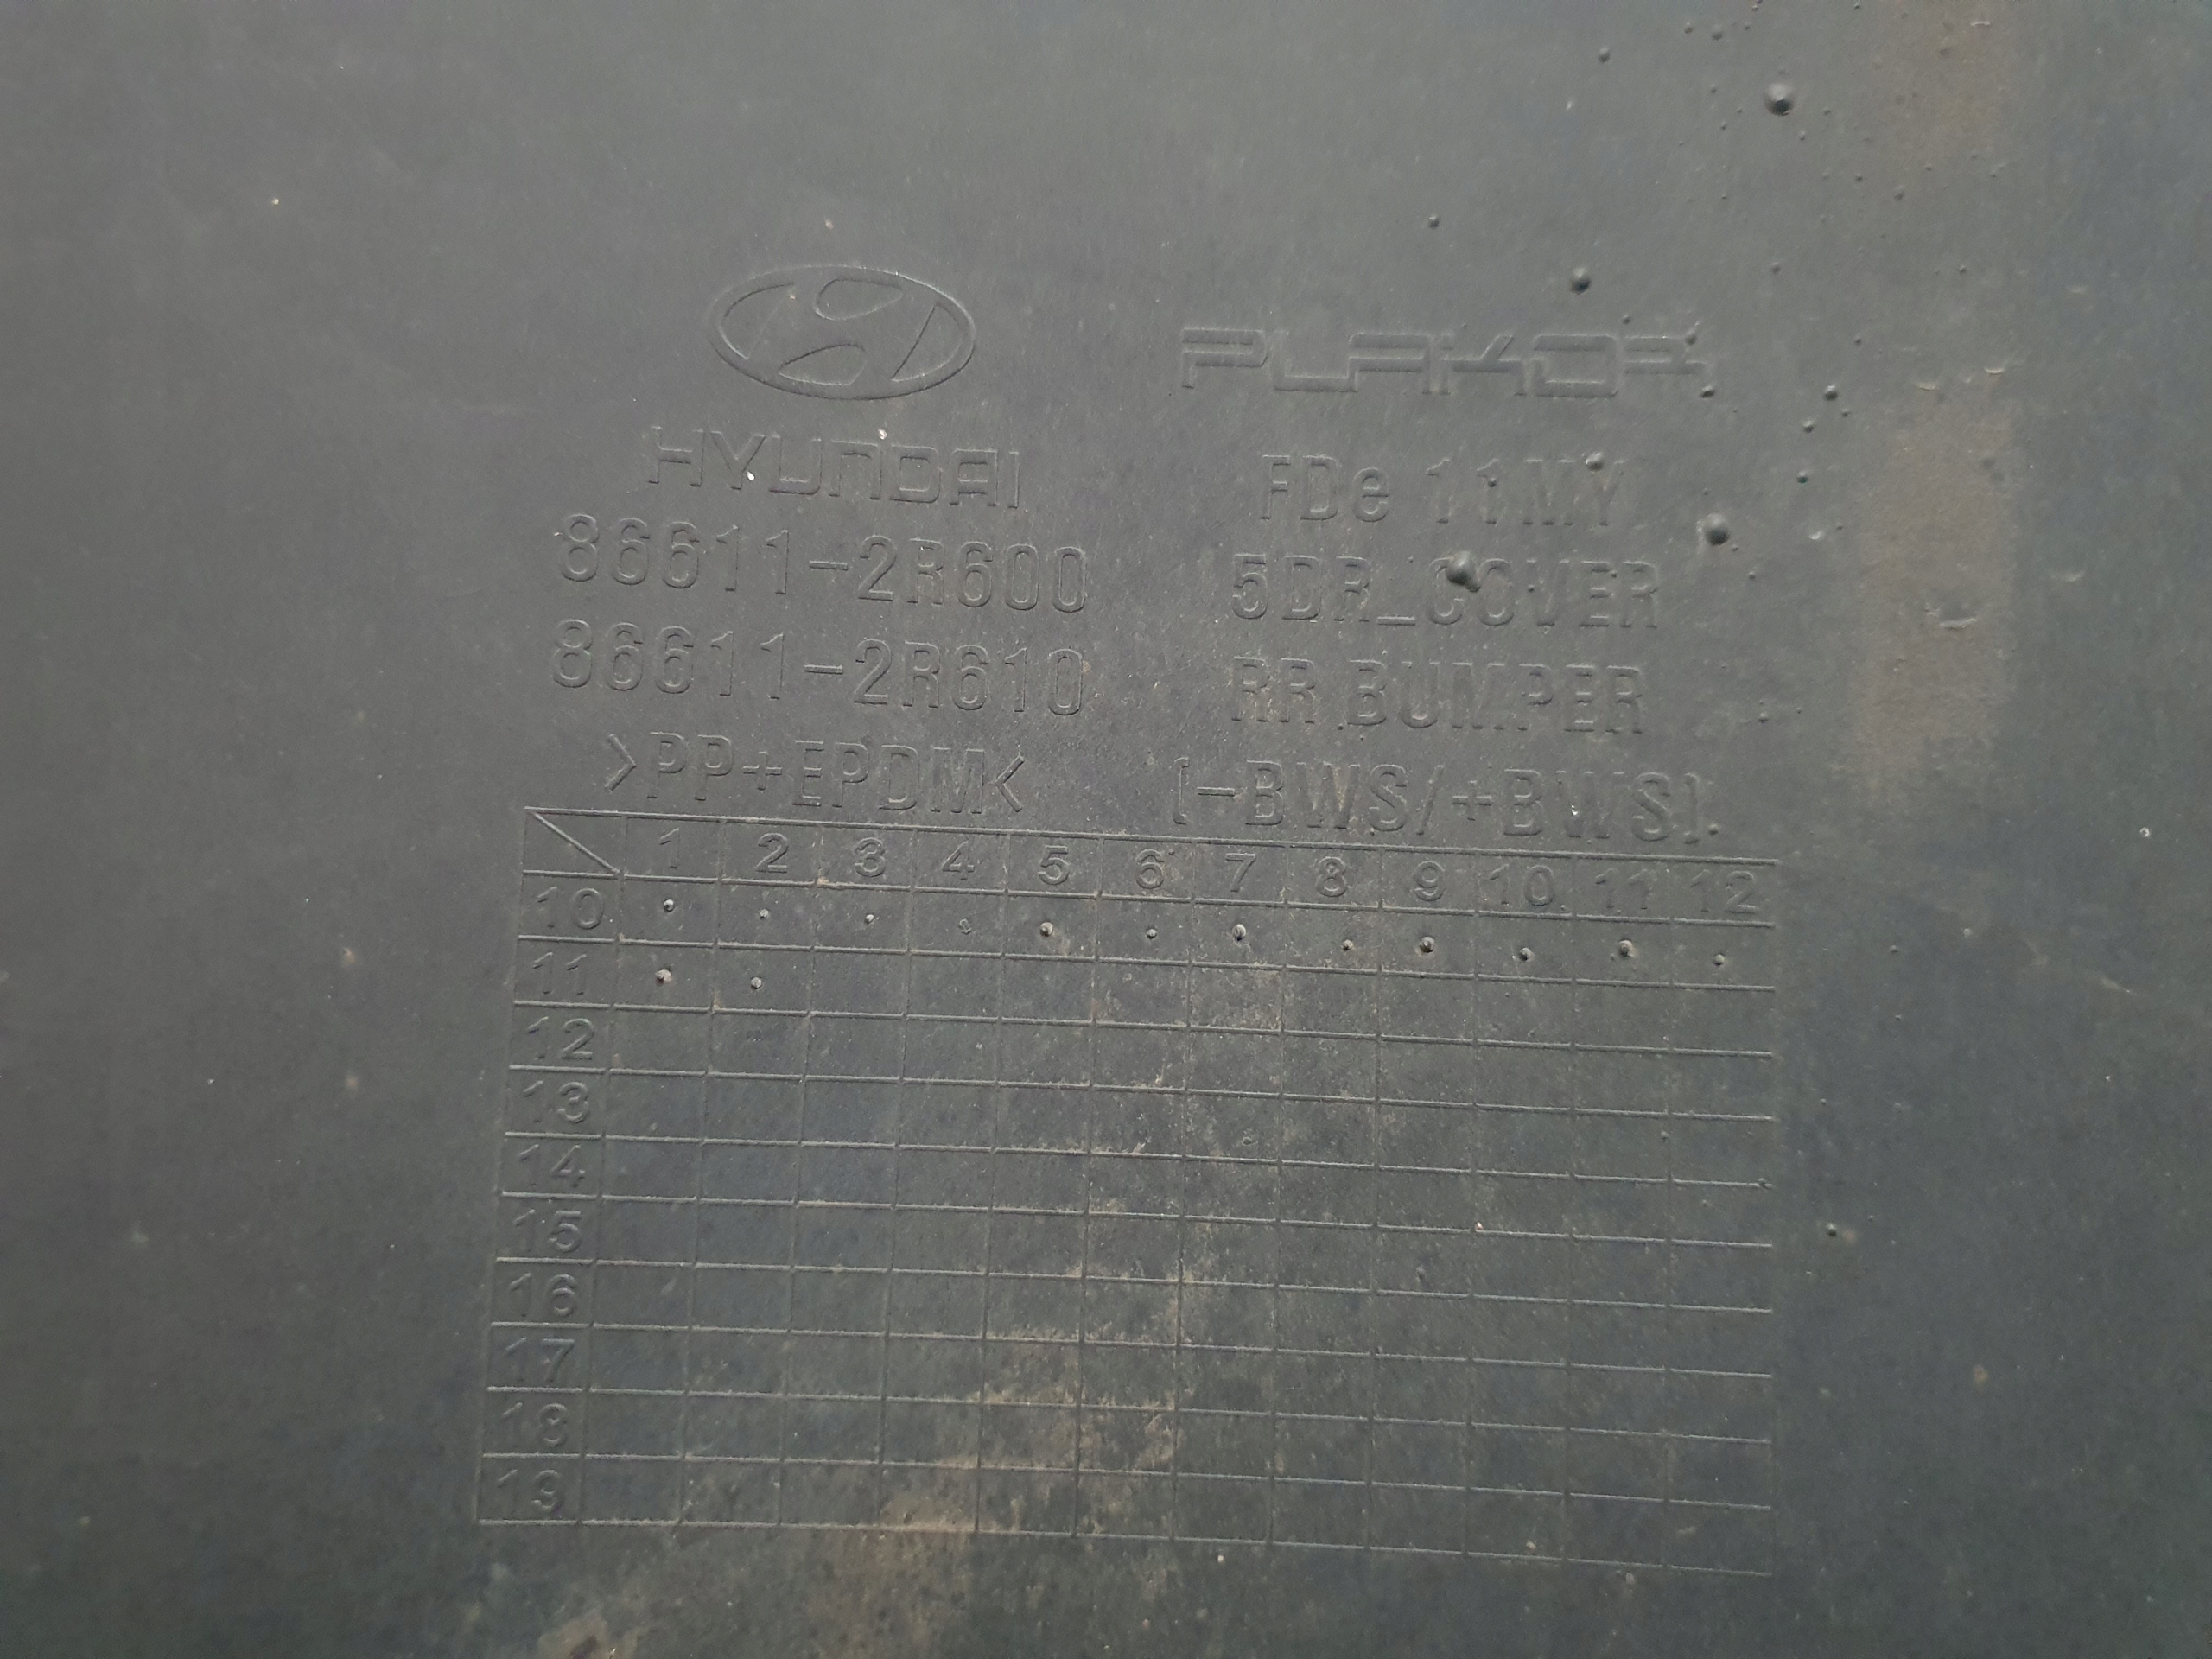 HYUNDAI
86611-2R600
86611-2R610
>PP+EPDM<
PLAKOR
FDe 11MY
5DR_COVER
RR BUMPER
(-BWS/+BWS)
1 2 3 4 5 6 7 8 9 10 11 12
10
11
12
13
14
15
16
17
18
19